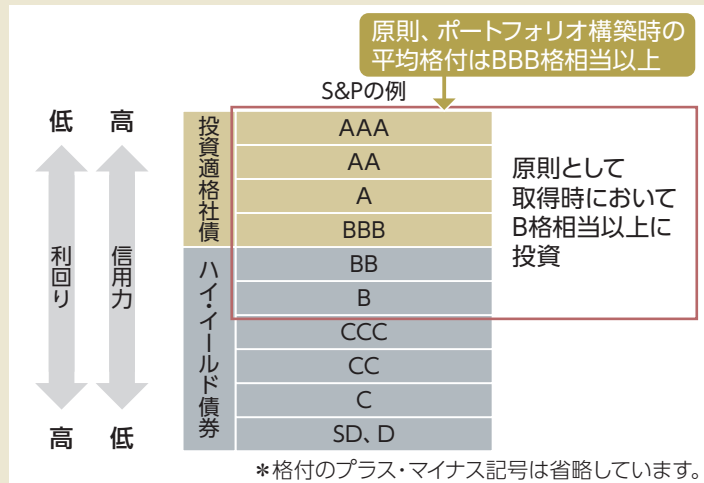 原則、ポートフォリオ構築時の
平均格付はBBB格相当以上
S&Pの例
低 高
利回り
信用力
高 低
投資適格社債
ハイ・イールド債券
AAA
AA
A
BBB
BB
B
CCC
CC
C
SD、D
原則として
取得時において
B格相当以上に
投資
＊格付のプラス・マイナス記号は省略しています。